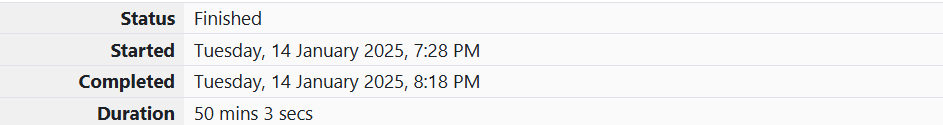 Status Finished
Started Tuesday, 14 January 2025, 7:28 PM
Completed Tuesday, 14 January 2025, 8:18 PM
Duration 50 mins 3 secs